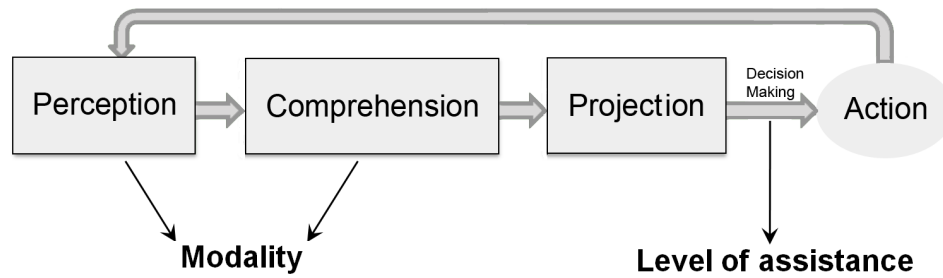 Perception
Comprehension
Projection
Decision
Making
Action
Modality
Level of assistance